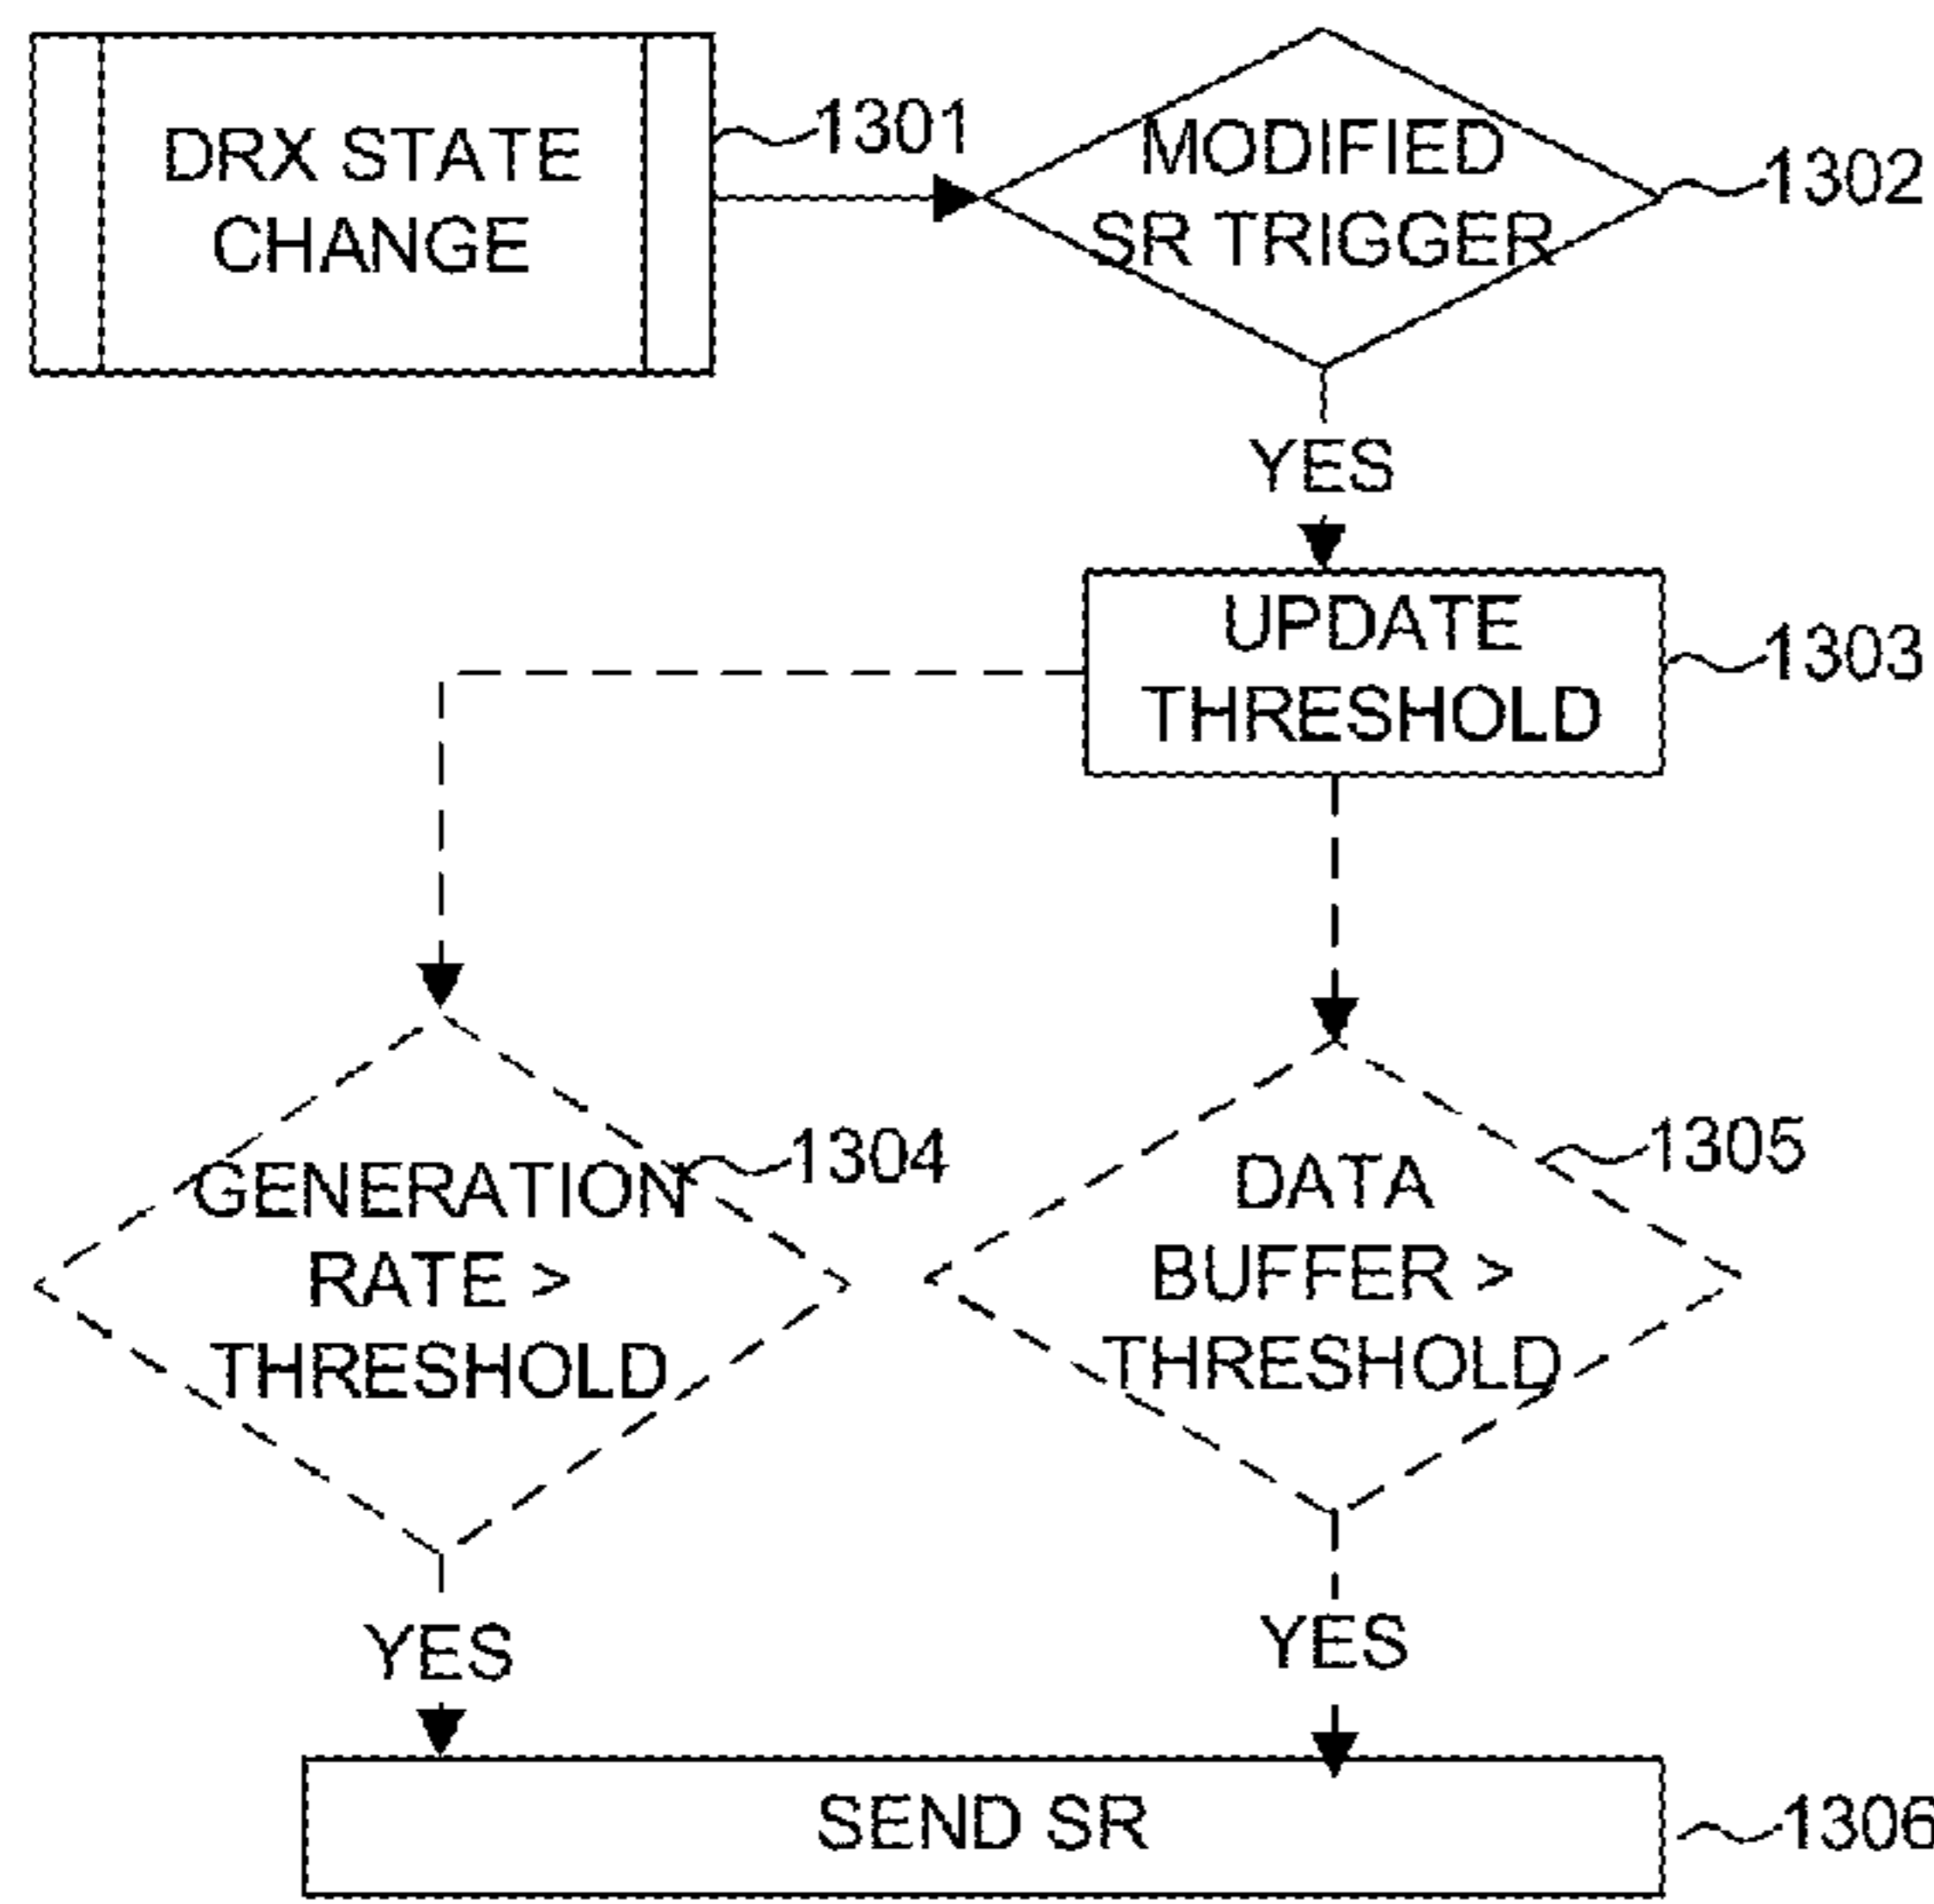 DRX STATE
CHANGE
1301
MODIFIED
SR TRIGGER
1302
YES
UPDATE
THRESHOLD
1303
GENERATION
RATE >
THRESHOLD
1304
DATA
BUFFER >
THRESHOLD
1305
YES
YES
SEND SR
1306